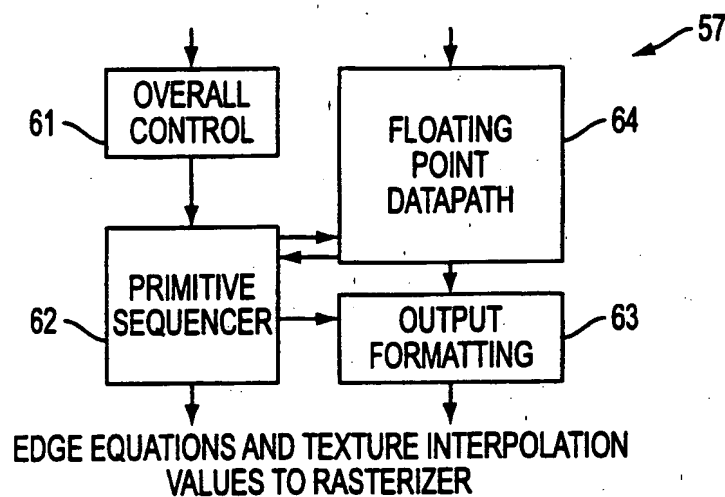 57
OVERALL
CONTROL
61
FLOATING
POINT
DATAPATH
64
PRIMITIVE
SEQUENCER
62
OUTPUT
FORMATTING
63
EDGE EQUATIONS AND TEXTURE INTERPOLATION
VALUES TO RASTERIZER